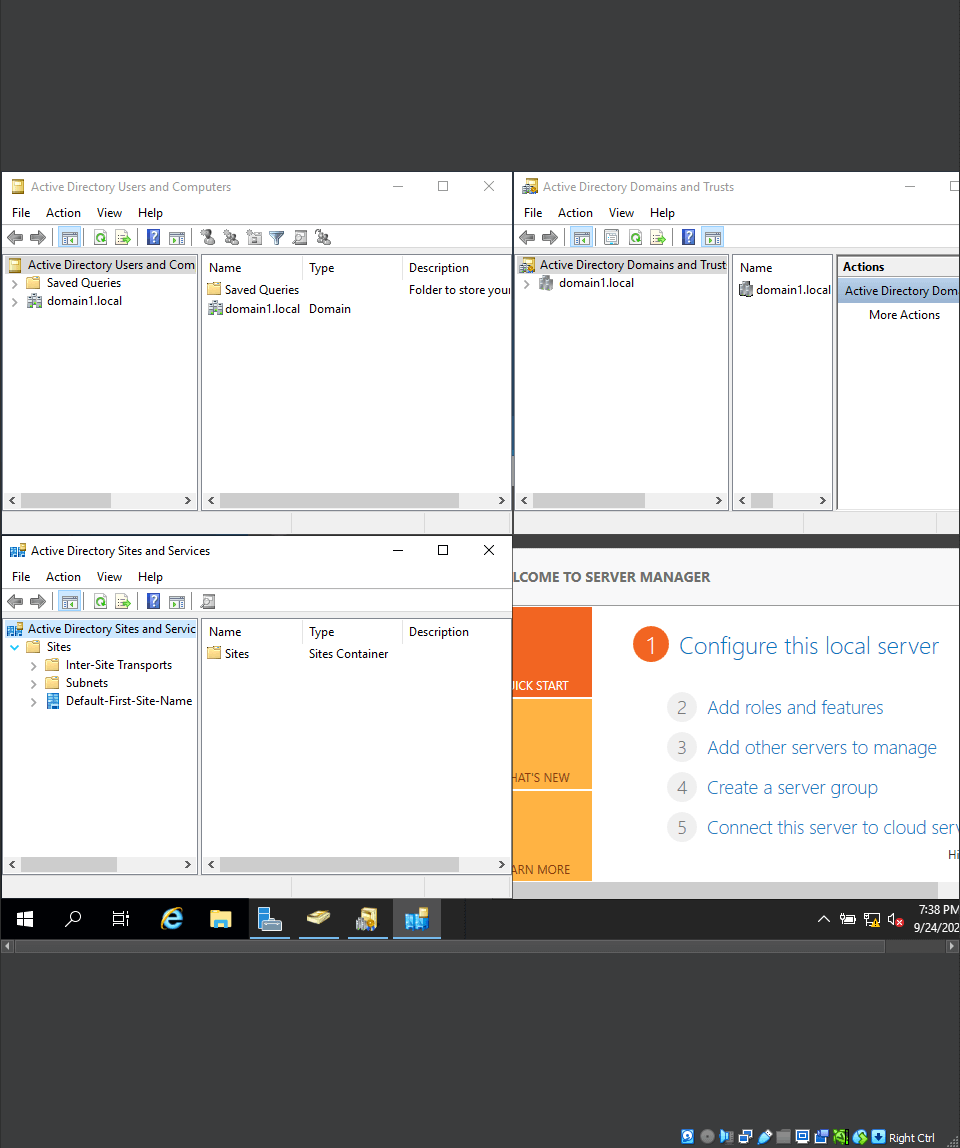 Active Directory Users and Computers
File Action View Help
Active Directory Users and Com
Saved Queries
domain1.local
Name Type Description
Saved Queries Folder to store your
domain1.local Domain
Active Directory Domains and Trusts
File Action View Help
Active Directory Domains and Trust
domain1.local
Name
domain1.local
Actions
Active Directory Dom
More Actions
Active Directory Sites and Services
File Action View Help
Active Directory Sites and Servic
Sites
Inter-Site Transports
Subnets
Default-First-Site-Name
Name Type Description
Sites Sites Container
LCOME TO SERVER MANAGER
UICK START
HAT'S NEW
ARN MORE
1 Configure this local server
2 Add roles and features
3 Add other servers to manage
4 Create a server group
5 Connect this server to cloud serv
Hi
7:38 PM
9/24/202
Right Ctrl